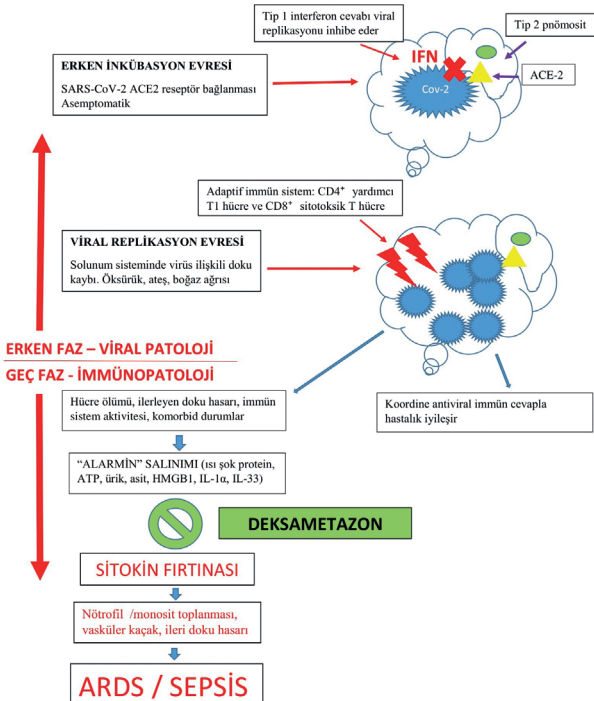 Tip 1 interferon cevabı viral
replikasyonu inhibe eder
Tip 2 pnömosit
IFN
ACE-2
Cov-2
ERKEN İNKÜBASYON EVRESİ
SARS-CoV-2 ACE2 reseptör bağlanması
Asemptomatik
Adaptif immün sistem: CD4⁺ yardımcı
T1 hücre ve CD8⁺ sitotoksik T hücre
VİRAL REPLİKASYON EVRESİ
Solunum sisteminde virüs ilişkili doku
kaybı. Öksürük, ateş, boğaz ağrısı
ERKEN FAZ – VİRAL PATOLOJİ
GEÇ FAZ - İMMÜNOPATOLOJİ
Hücre ölümü, ilerleyen doku hasarı, immün
sistem aktivitesi, komorbid durumlar
Koordine antiviral immün cevapla
hastalık iyileşir
“ALARMİN” SALINIMI (ısı şok protein,
ATP, ürik, asit, HMGB1, IL-1α, IL-33)
DEKSAMETAZON
SİTOKİN FIRTINASI
Nötrofil /monosit toplanması,
vasküler kaçak, ileri doku hasarı
ARDS / SEPSİS